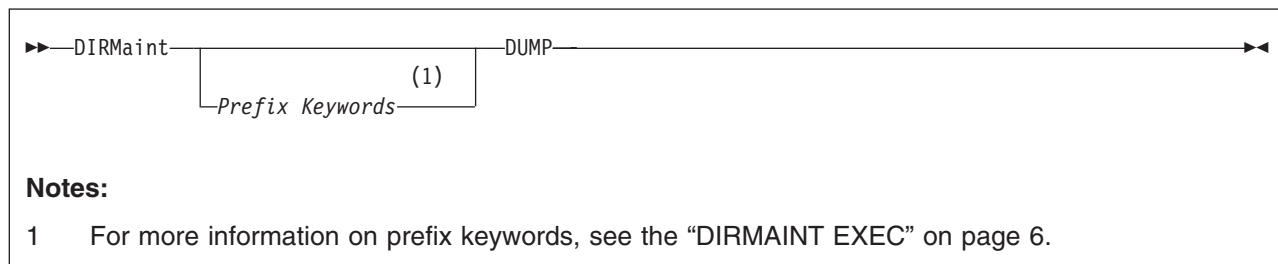 ►►—DIRMaint— —DUMP— ►◄
(1)
Prefix Keywords
Notes:
1 For more information on prefix keywords, see the “DIRMAINT EXEC” on page 6.